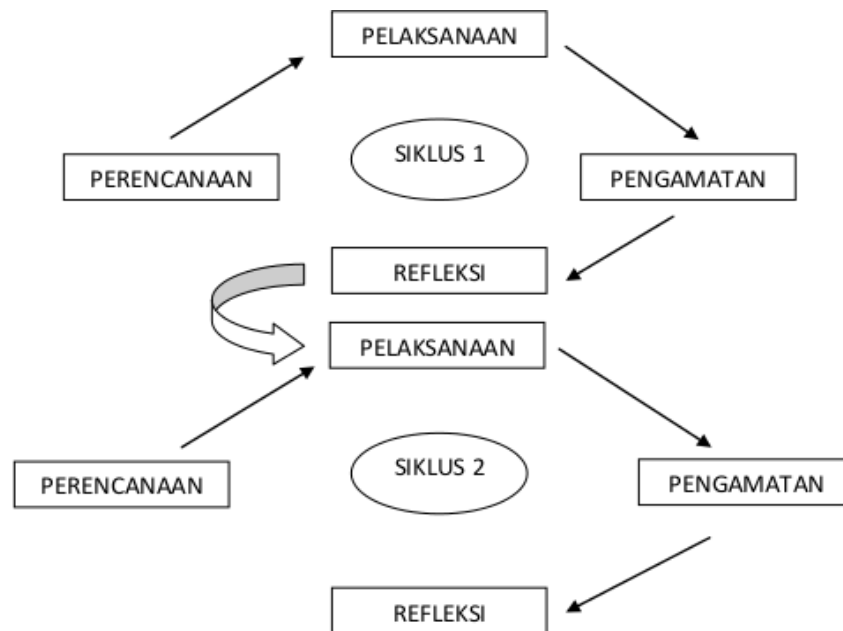 PELAKSANAAN
SIKLUS 1
PERENCANAAN
PENGAMATAN
REFLEKSI
PELAKSANAAN
SIKLUS 2
PERENCANAAN
PENGAMATAN
REFLEKSI